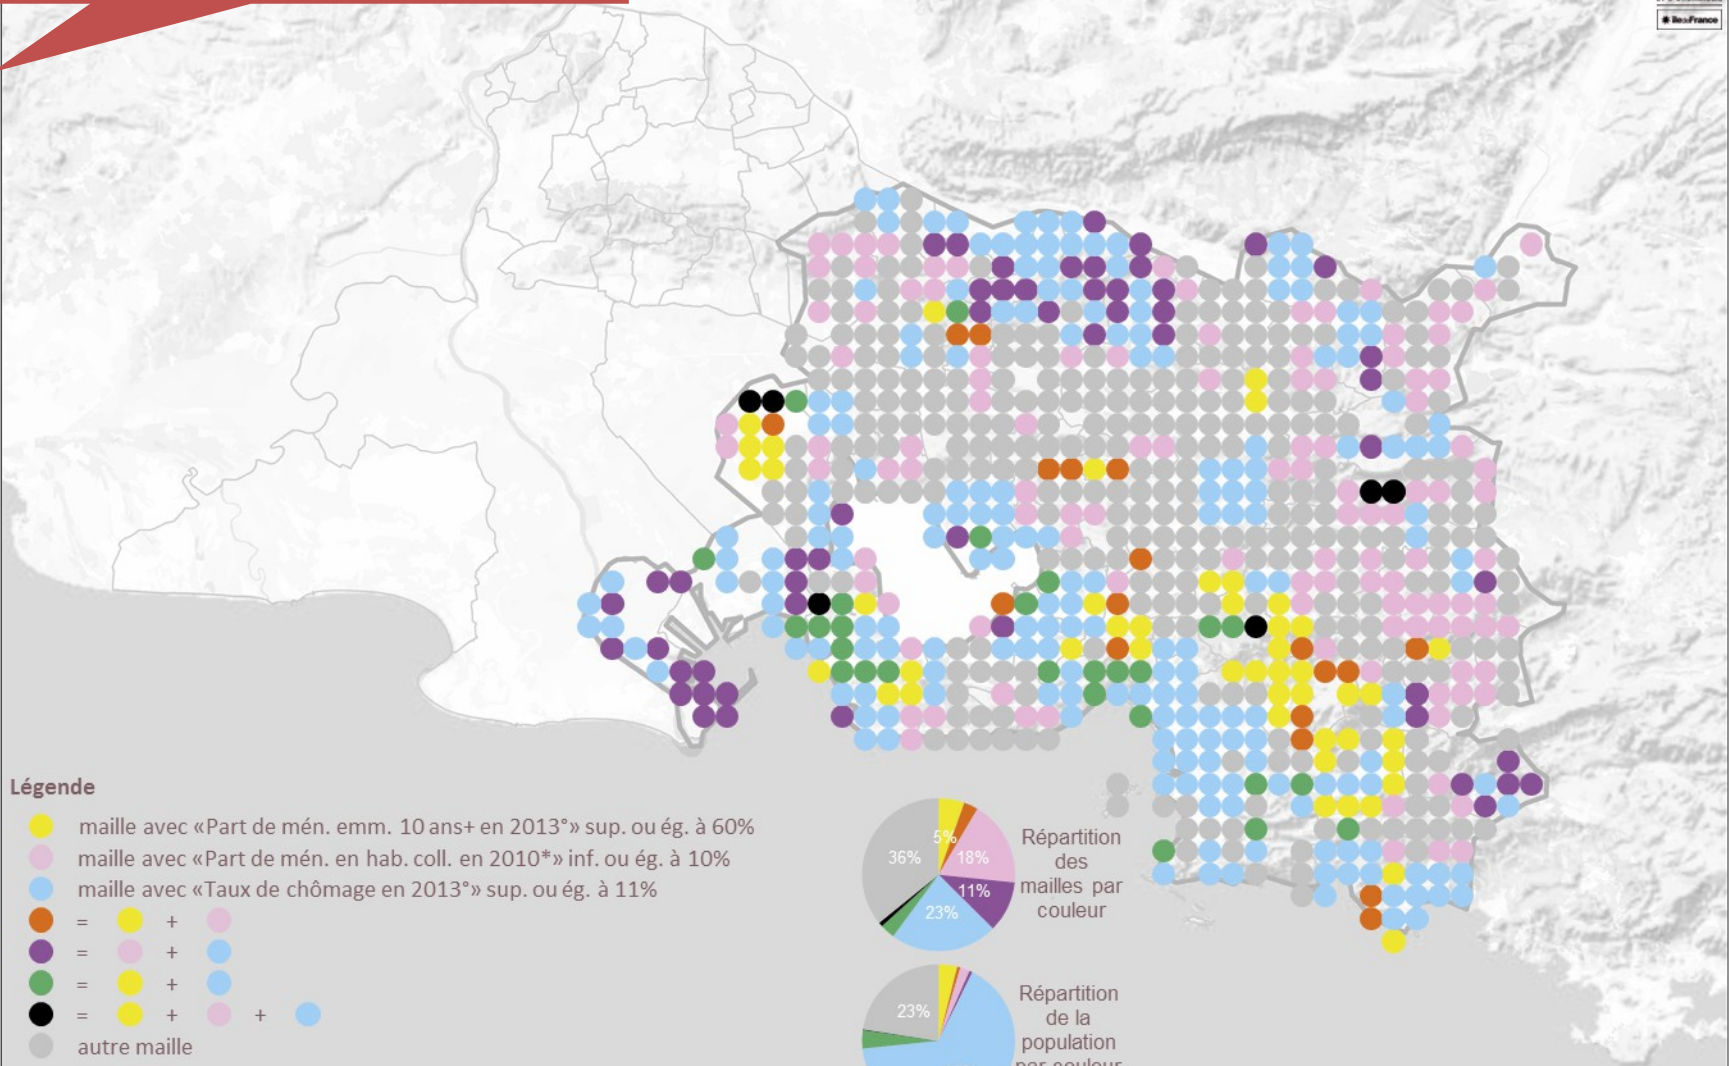 îledeFrance
Légende
maille avec «Part de mén. emm. 10 ans+ en 2013°» sup. ou ég. à 60%
maille avec «Part de mén. en hab. coll. en 2010*» inf. ou ég. à 10%
maille avec «Taux de chômage en 2013°» sup. ou ég. à 11%
= +
= +
= +
= + +
autre maille
5%
36%
18%
11%
23%
Répartition
des
mailles par
couleur
23%
Répartition
de la
population
par couleur